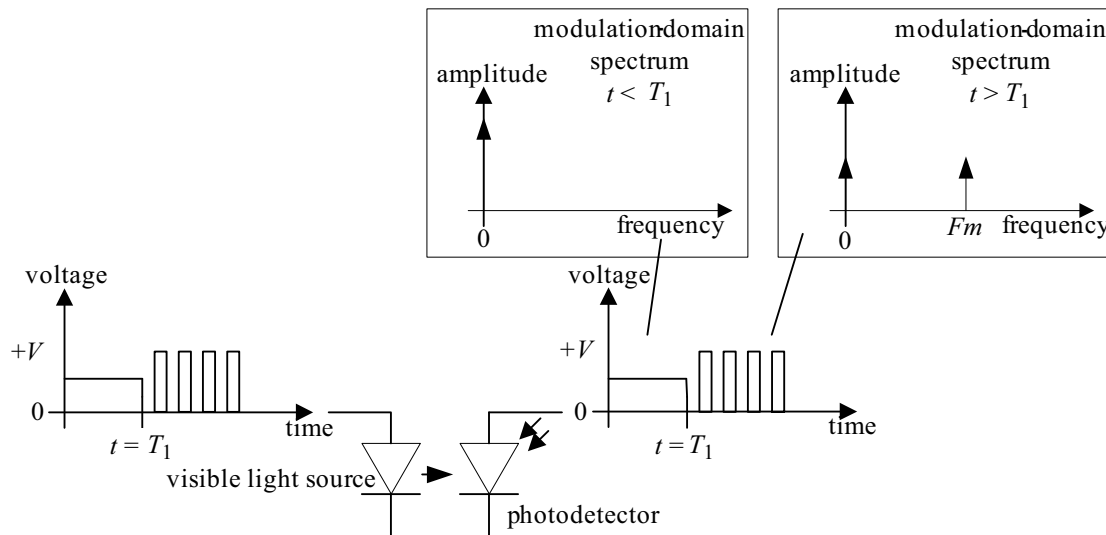 modulation-domain
spectrum
t < T1
amplitude
0
frequency
modulation-domain
spectrum
t > T1
amplitude
0
Fm
frequency
voltage
+V
0
t = T1
time
visible light source
photodetector
voltage
+V
0
t = T1
time